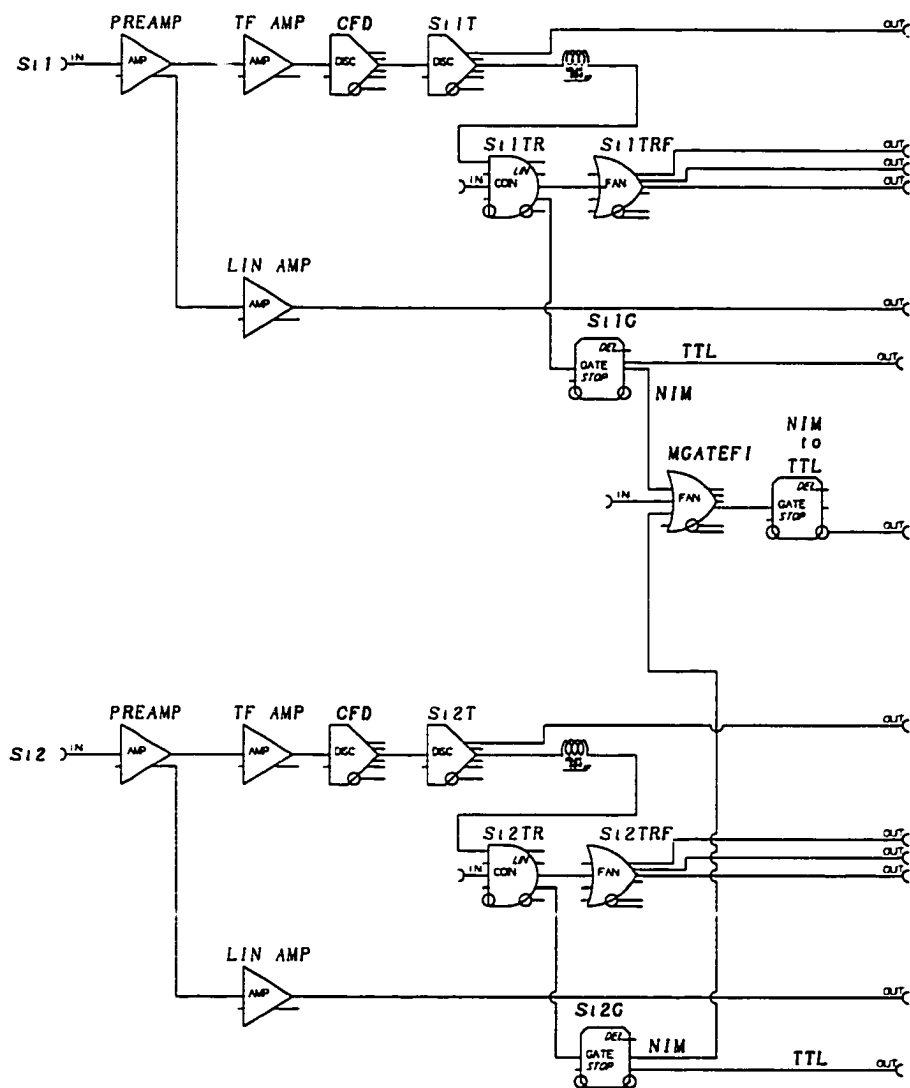 PREAMP
TF AMP
CFD
Si1T
OUT
Si1
IN
AMP
AMP
DISC
DISC
Si1TR
Si1TRF
OUT
OUT
LIN
IN
COIN
FAN
OUT
LIN AMP
AMP
OUT
Si1G
DEL
TTL
OUT
GATE
STOP
NIM
NIM
to
TTL
MGATEFI
DEL
IN
FAN
GATE
STOP
OUT
PREAMP
TF AMP
CFD
Si2T
OUT
Si2
IN
AMP
AMP
DISC
DISC
Si2TR
Si2TRF
OUT
OUT
LIN
IN
COIN
FAN
OUT
LIN AMP
AMP
OUT
Si2G
DEL
NIM
GATE
STOP
TTL
OUT